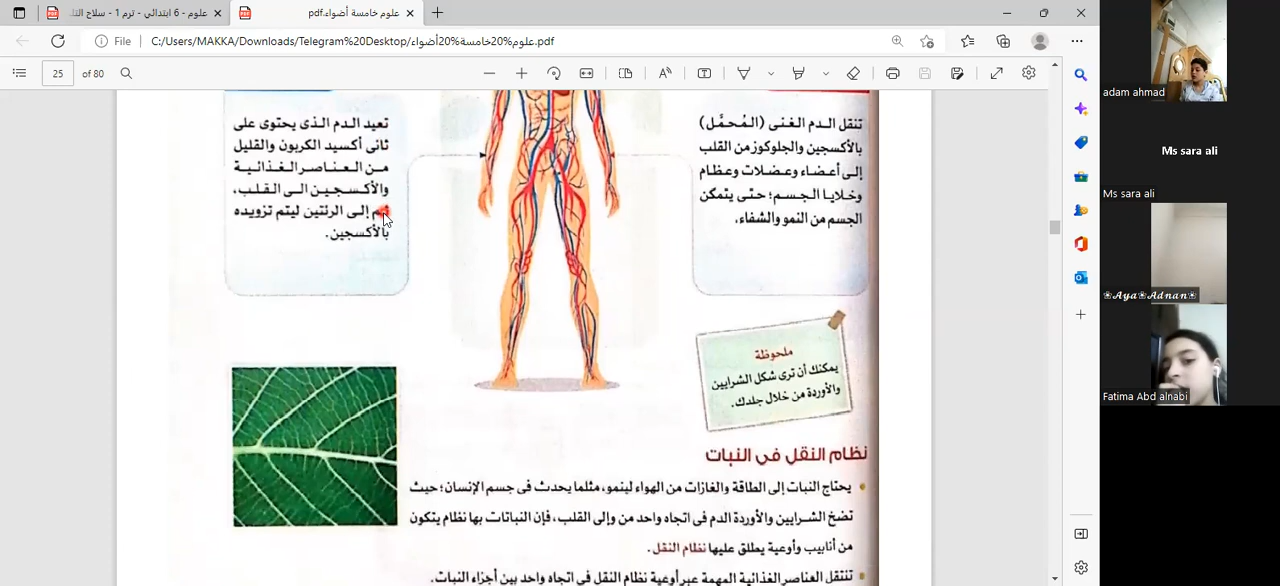 علوم - 6 ابتدائي - ترم 1 - سلاح التل
علوم خامسة أضواء.pdf
File
C:/Users/MAKKA/Downloads/Telegram%20Desktop/علوم%20خامسة%20أضواء.pdf
25 of 80
تنقل الدم الغنى (المُحمَّل)
بالأكسجين والجلوكوز من القلب
إلى أعضاء وعضلات وعظام
وخلايا الجسم؛ حتى يتمكن
الجسم من النمو والشفاء.
تعيد الدم الذى يحتوى على
ثانى أكسيد الكربون والقليل
من العناصر الغذائية
والأكسجين الى القلب،
ثم إلى الرئتين ليتم تزويده
بالأكسجين.
ملحوظة
يمكنك أن ترى شكل الشرايين
والأوردة من خلال جلدك.
نظام النقل فى النبات
يحتاج النبات إلى الطاقة والغازات من الهواء لينمو، مثلما يحدث فى جسم الإنسان؛ حيث
تضخ الشرايين والأوردة الدم فى اتجاه واحد من وإلى القلب، فإن النباتات بها نظام يتكون
من أنابيب وأوعية يطلق عليها نظام النقل.
تنتقل العناصر الغذائية المهمة عبر أوعية نظام النقل فى اتجاه واحد بين أجزاء النبات.
adam ahmad
Ms sara ali
Ms sara ali
❀𝓐𝔂𝓪❀𝓐𝓭𝓷𝓪𝓷❀
Fatima Abd alnabi